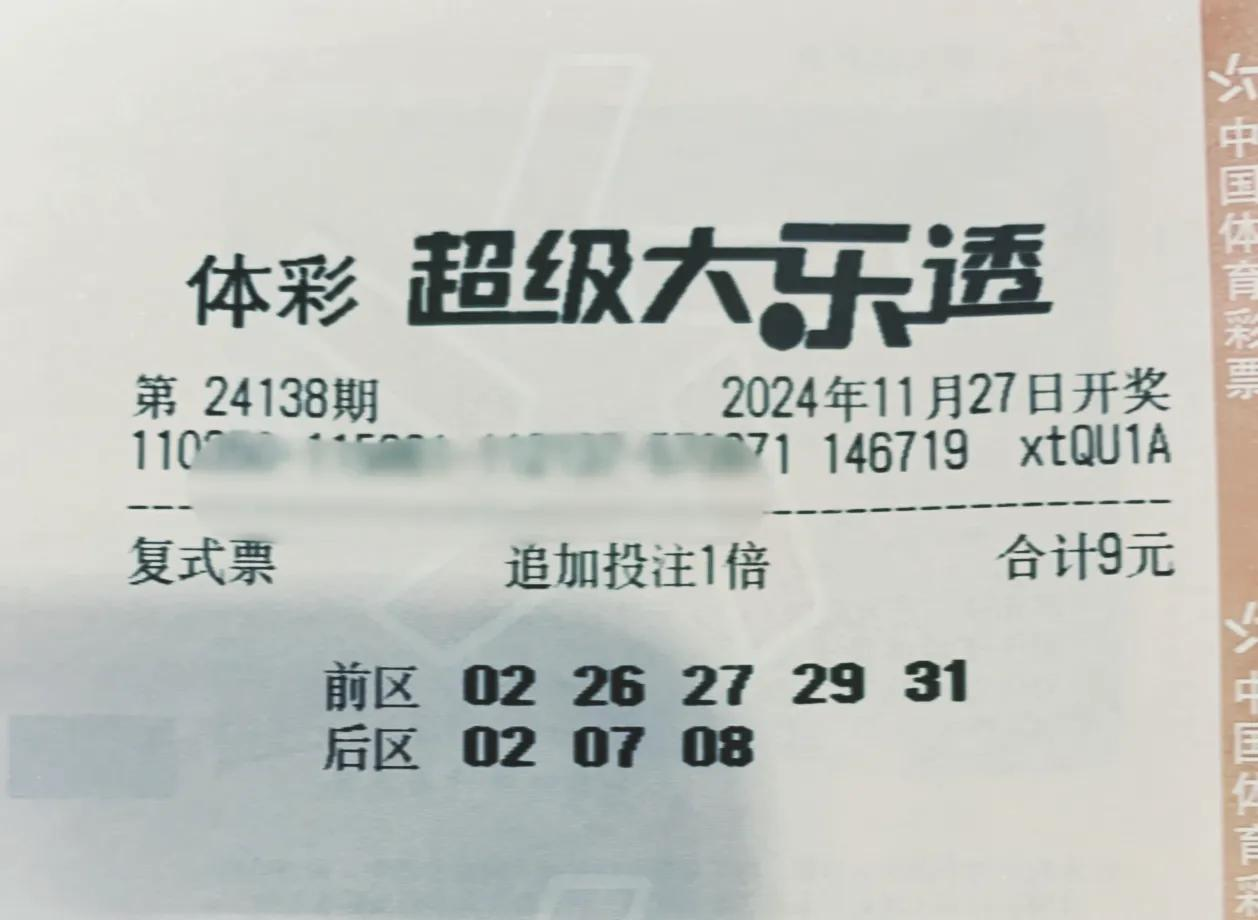 体彩 超级大乐透
第 24138期 2024年11月27日开奖
110 71 146719 xtQU1A
复式票 追加投注1倍 合计9元
前区 02 26 27 29 31
后区 02 07 08
中国体育彩票
中国体育彩